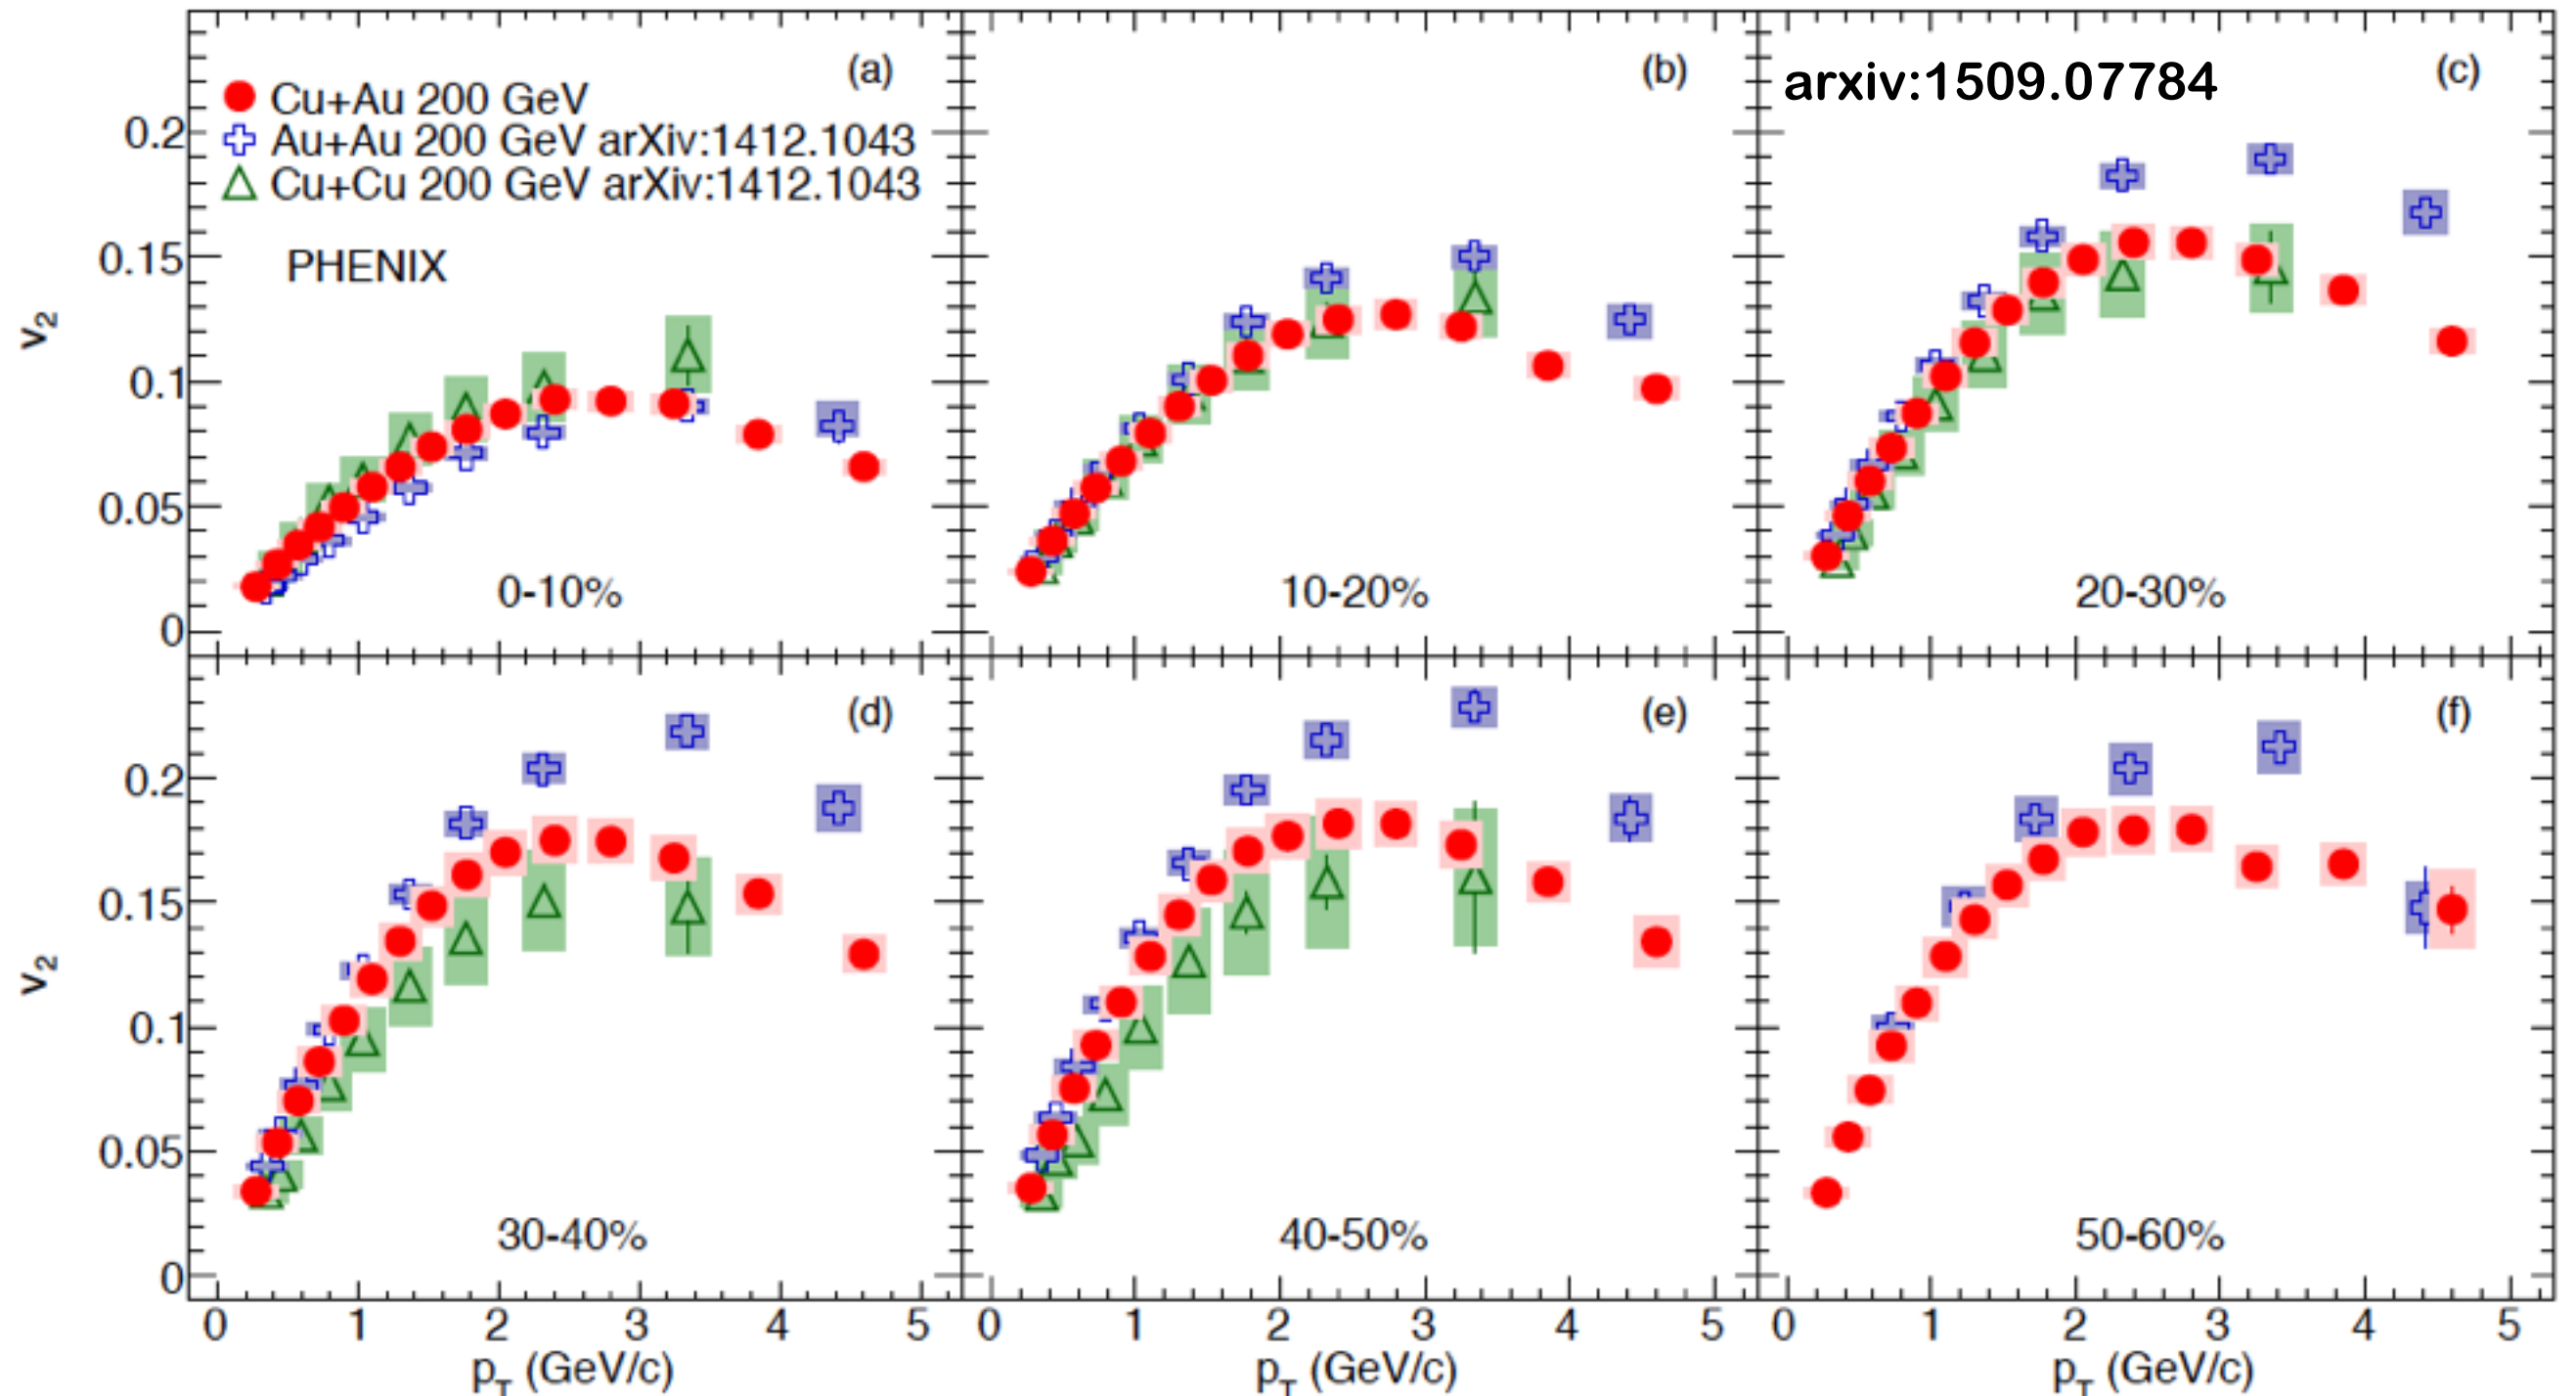 (a)
Cu+Au 200 GeV
Au+Au 200 GeV arXiv:1412.1043
Cu+Cu 200 GeV arXiv:1412.1043
PHENIX
0-10%
(b)
10-20%
arxiv:1509.07784
(c)
20-30%
v2
0.2
0.15
0.1
0.05
0
(d)
30-40%
(e)
40-50%
(f)
50-60%
v2
0.2
0.15
0.1
0.05
0
0 1 2 3 4 5
0 1 2 3 4 5
0 1 2 3 4 5
pT (GeV/c)
pT (GeV/c)
pT (GeV/c)